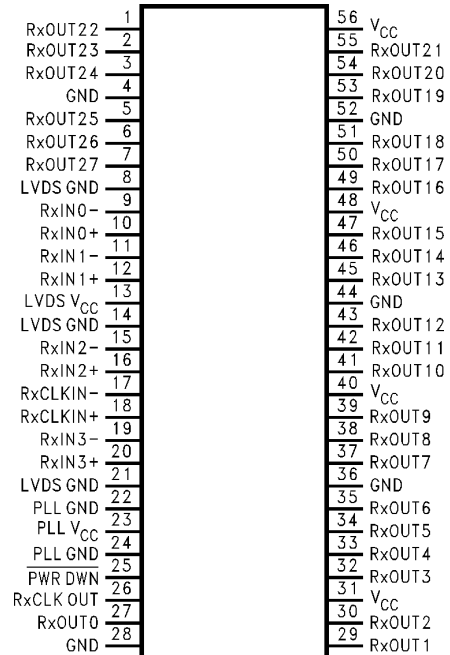 RxOUT22 1
RxOUT23 2
RxOUT24 3
GND 4
RxOUT25 5
RxOUT26 6
RxOUT27 7
LVDS GND 8
RxIN0− 9
RxIN0+ 10
RxIN1− 11
RxIN1+ 12
LVDS VCC 13
LVDS GND 14
RxIN2− 15
RxIN2+ 16
RxCLKIN− 17
RxCLKIN+ 18
RxIN3− 19
RxIN3+ 20
LVDS GND 21
PLL GND 22
PLL VCC 23
PLL GND 24
PWR DWN 25
RxCLK OUT 26
RxOUT0 27
GND 28
56 VCC
55 RxOUT21
54 RxOUT20
53 RxOUT19
52 GND
51 RxOUT18
50 RxOUT17
49 RxOUT16
48 VCC
47 RxOUT15
46 RxOUT14
45 RxOUT13
44 GND
43 RxOUT12
42 RxOUT11
41 RxOUT10
40 VCC
39 RxOUT9
38 RxOUT8
37 RxOUT7
36 GND
35 RxOUT6
34 RxOUT5
33 RxOUT4
32 RxOUT3
31 VCC
30 RxOUT2
29 RxOUT1